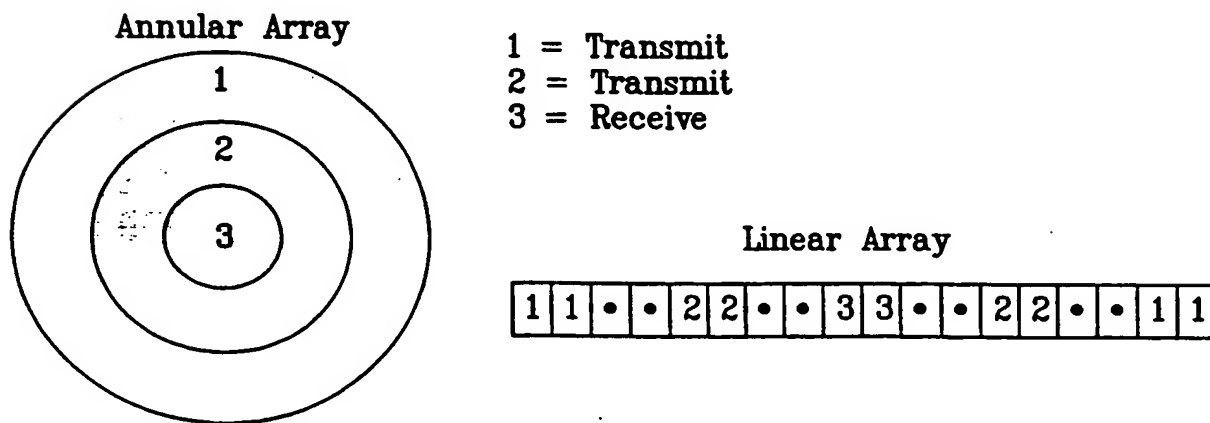 Annular Array
1
2
3
1 = Transmit
2 = Transmit
3 = Receive
Linear Array
1 1 • • 2 2 • • 3 3 • • 2 2 • • 1 1